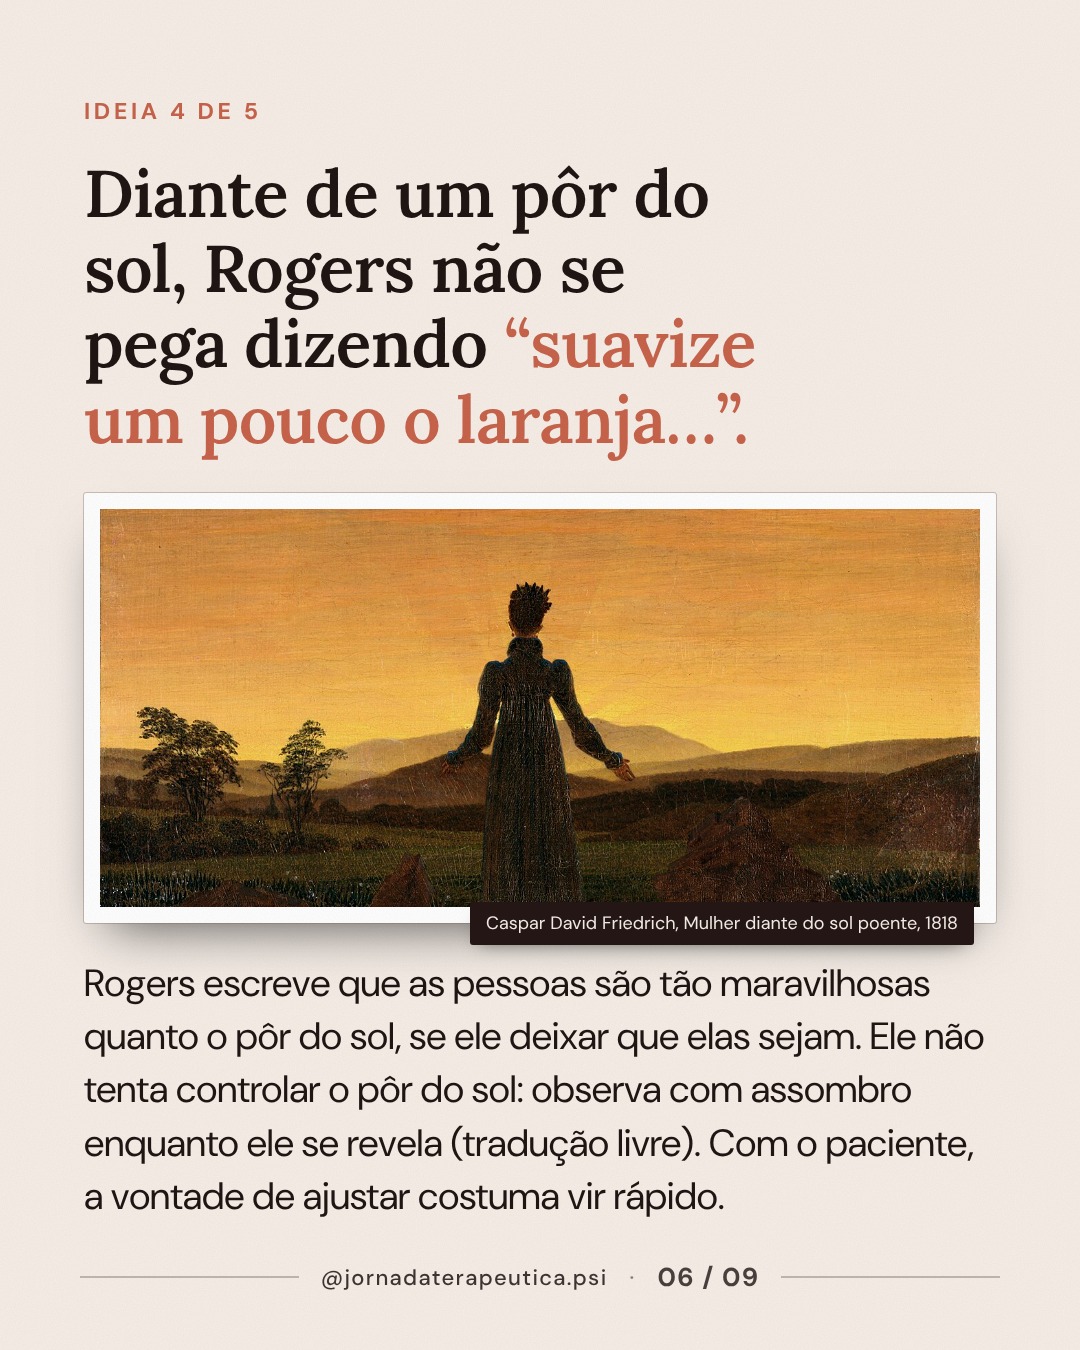 IDEIA 4 DE 5
Diante de um pôr do
sol, Rogers não se
pega dizendo “suavize
um pouco o laranja…”.
Caspar David Friedrich, Mulher diante do sol poente, 1818
Rogers escreve que as pessoas são tão maravilhosas
quanto o pôr do sol, se ele deixar que elas sejam. Ele não
tenta controlar o pôr do sol: observa com assombro
enquanto ele se revela (tradução livre). Com o paciente,
a vontade de ajustar costuma vir rápido.
@jornadaterapeutica.psi · 06 / 09